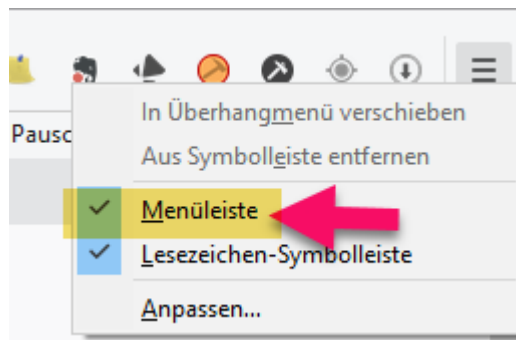 In Überhangmenü verschieben
Pausc
Aus Symbolleiste entfernen
Menüleiste
Lesezeichen-Symbolleiste
Anpassen...